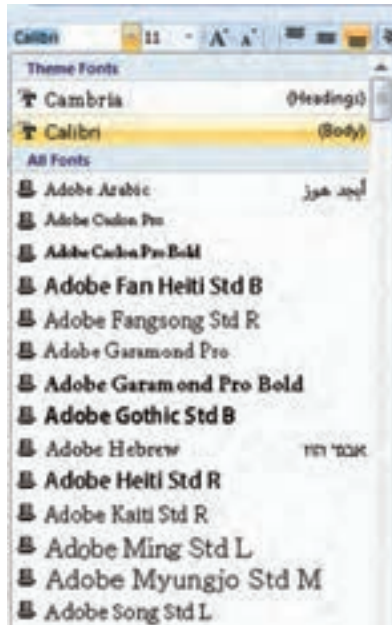 Calibri 11 A A
Theme Fonts
Cambria (Headings)
Calibri (Body)
All Fonts
Adobe Arabic أبجد هوز
Adobe Caslon Pro
Adobe Caslon Pro Bold
Adobe Fan Heiti Std B
Adobe Fangsong Std R
Adobe Garamond Pro
Adobe Garamond Pro Bold
Adobe Gothic Std B
Adobe Hebrew אבגד הוז
Adobe Heiti Std R
Adobe Kaiti Std R
Adobe Ming Std L
Adobe Myungjo Std M
Adobe Song Std L